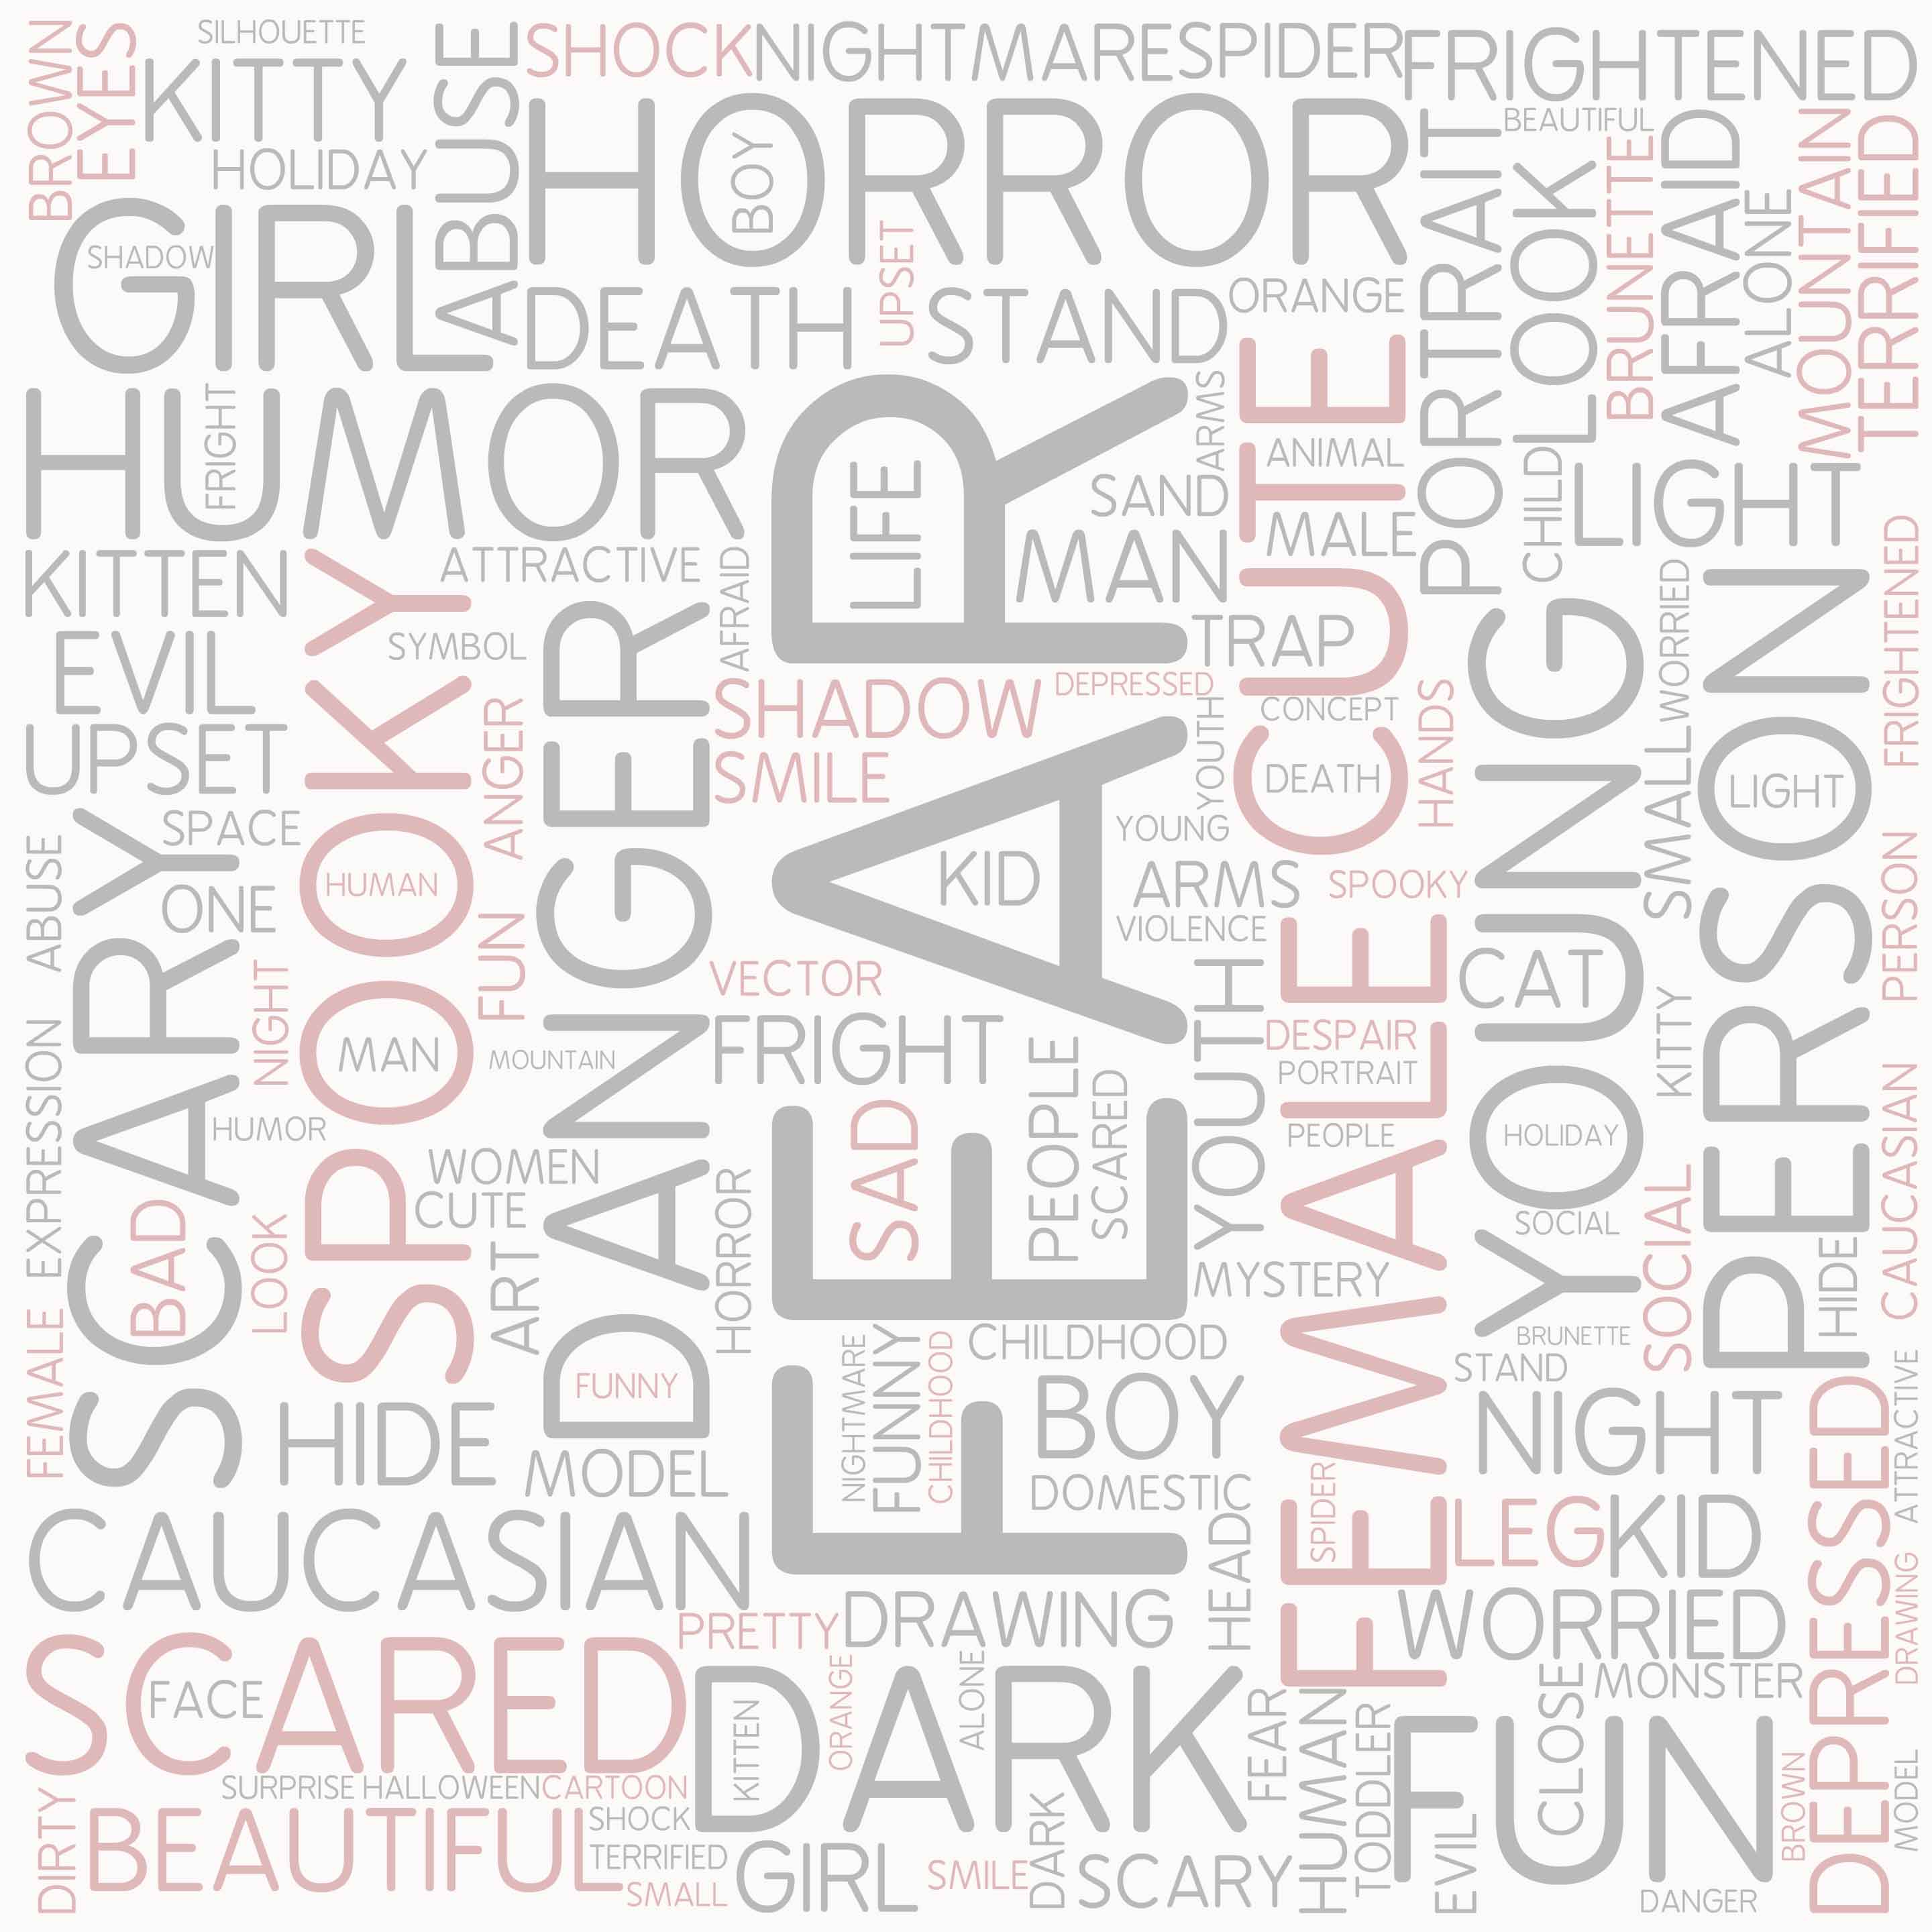 BROWN
EYES
SILHOUETTE
KITTY
HOLIDAY
ABUSE
SHOCK
NIGHTMARE
SPIDER
FRIGHTENED
HORROR
BOY
UPSET
GIRL
SHADOW
DEATH
STAND
ORANGE
PORTRAIT
BEAUTIFUL
LOOK
BRUNETTE
AFRAID
ALONE
MOUNTAIN
TERRIFIED
HUMOR
FRIGHT
FEAR
LIFE
ARMS
SAND
MAN
CUTE
ANIMAL
MALE
CHILD
LIGHT
KITTEN
SPOOKY
ATTRACTIVE
AFRAID
SYMBOL
EVIL
UPSET
ANGER
DANGER
SHADOW
DEPRESSED
SMILE
TRAP
CONCEPT
YOUTH
DEATH
HANDS
YOUNG
WORRIED
SMALL
PERSON
LIGHT
FRIGHTENED
SPACE
SCARY
ONE
HUMAN
FUN
KID
YOUNG
ARMS
VIOLENCE
SPOOKY
CAT
PERSON
ABUSE
NIGHT
MAN
MOUNTAIN
VECTOR
FRIGHT
PEOPLE
SCARED
YOUTH
FEMALE
DESPAIR
PORTRAIT
PEOPLE
KITTY
HOLIDAY
CAUCASIAN
EXPRESSION
HUMOR
WOMEN
CUTE
ART
BAD
LOOK
HORROR
SAD
MYSTERY
SOCIAL
SOCIAL
BRUNETTE
HIDE
FEMALE
HIDE
FUNNY
MODEL
NIGHTMARE
FUNNY
CHILDHOOD
CHILDHOOD
BOY
DOMESTIC
STAND
NIGHT
ATTRACTIVE
CAUCASIAN
HEAD
SPIDER
LEG
KID
DEPRESSED
DRAWING
PRETTY
DRAWING
WORRIED
SCARED
FACE
DARK
KITTEN
ORANGE
ALONE
FEAR
HUMAN
TODDLER
CLOSE
MONSTER
FUN
SURPRISE
HALLOWEEN
CARTOON
DIRTY
BEAUTIFUL
SHOCK
TERRIFIED
SMALL
GIRL
SMILE
DARK
SCARY
EVIL
DANGER
BROWN
MODEL